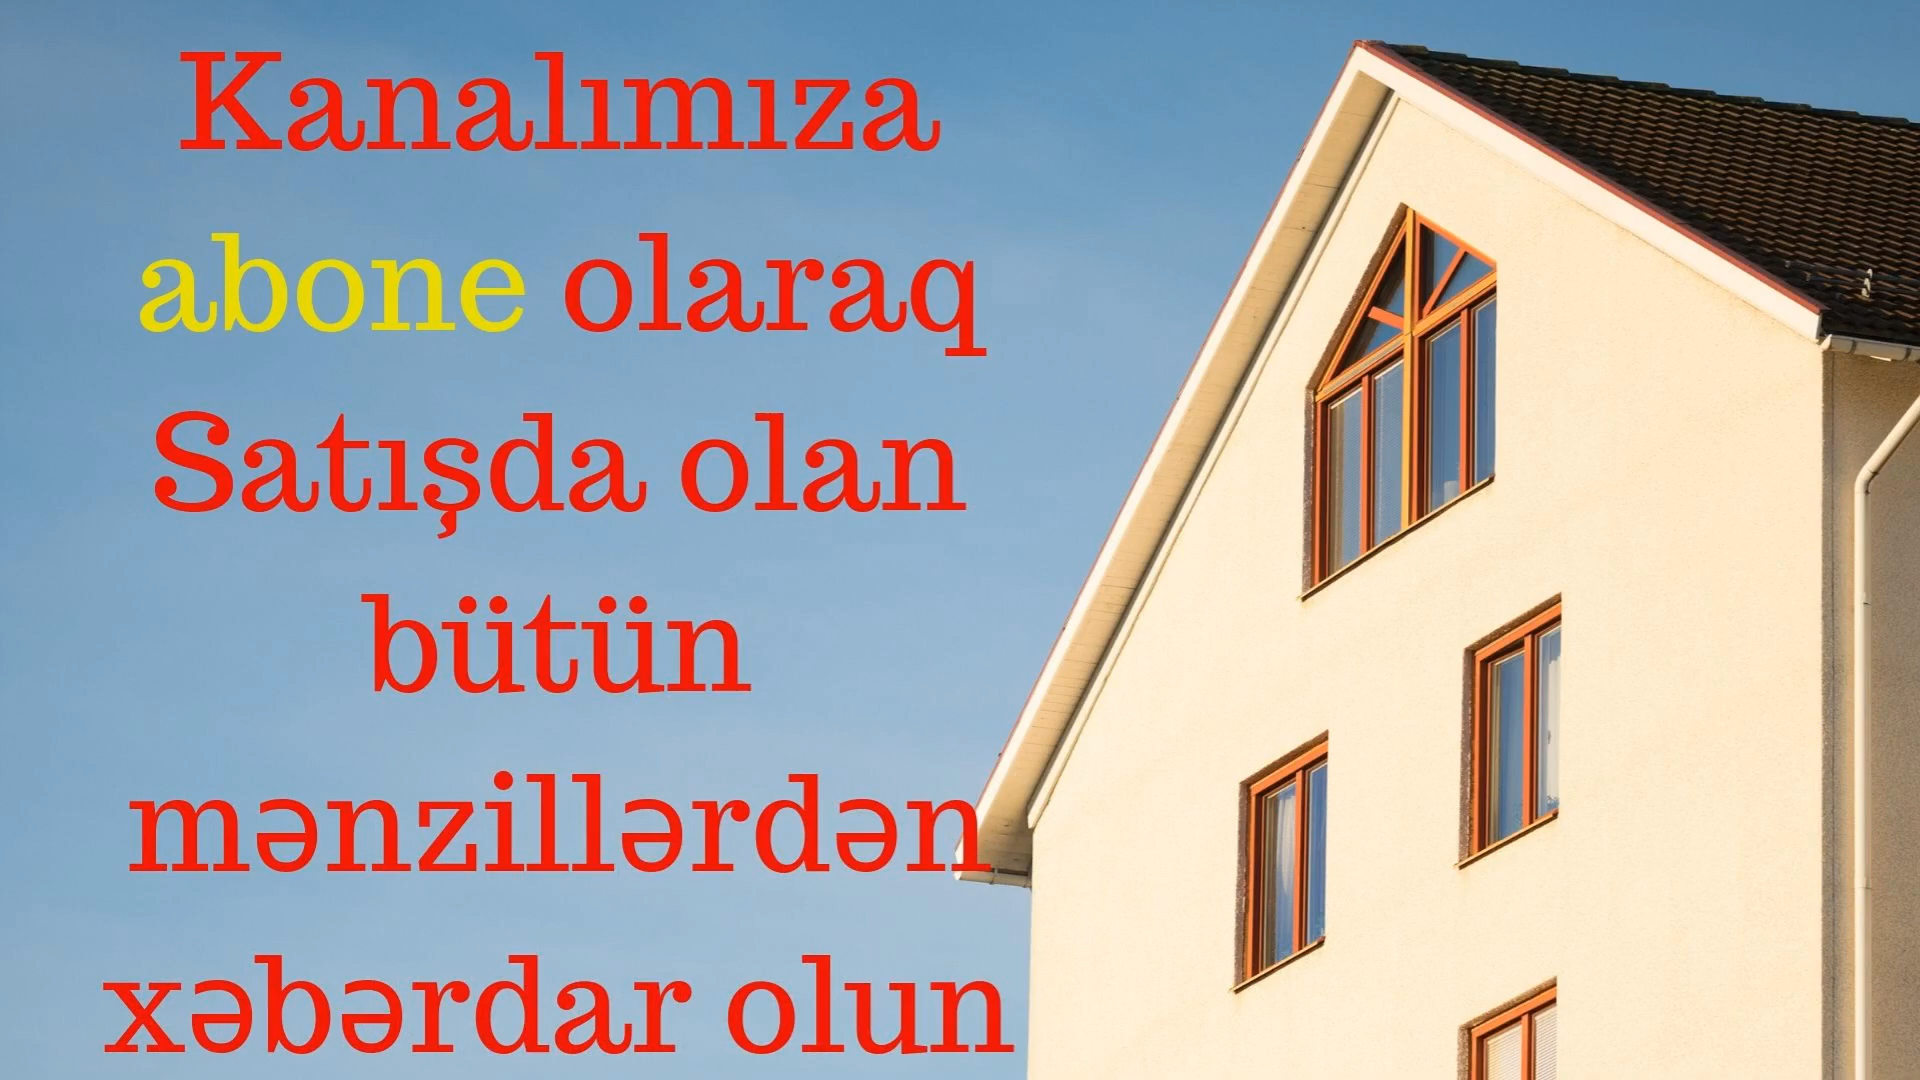 Kanalımıza
abone olaraq
Satışda olan
bütün
mənzillərdən
xəbərdar olun